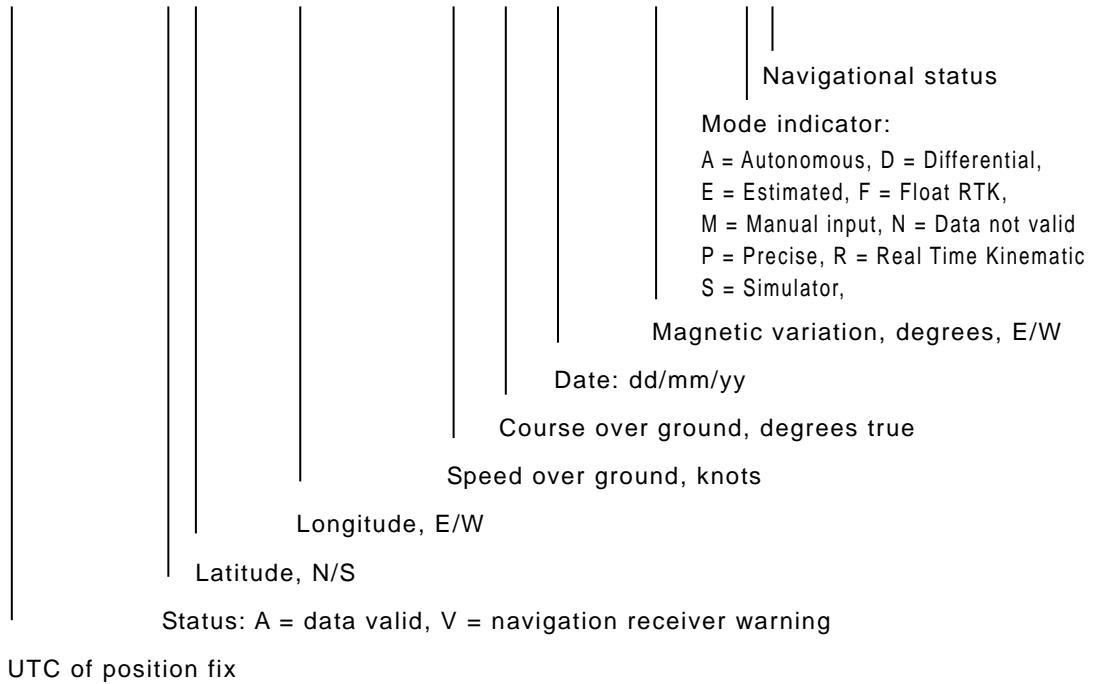 Navigational status
Mode indicator:
A = Autonomous, D = Differential,
E = Estimated, F = Float RTK,
M = Manual input, N = Data not valid
P = Precise, R = Real Time Kinematic
S = Simulator,
Magnetic variation, degrees, E/W
Date: dd/mm/yy
Course over ground, degrees true
Speed over ground, knots
Longitude, E/W
Latitude, N/S
Status: A = data valid, V = navigation receiver warning
UTC of position fix